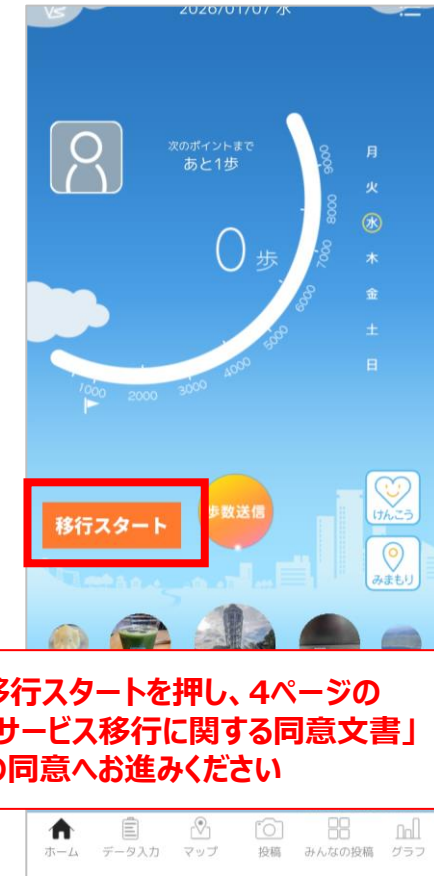 VS
2026/01/07 水
次のポイントまで
あと1歩
0 歩
1000
2000
3000
4000
5000
6000
7000
8000
9000
月
火
水
木
金
土
日
移行スタート
歩数送信
けんこう
みまもり
移行スタートを押し、4ページの
サービス移行に関する同意文書」
の同意へお進みください
ホーム
データ入力
マップ
投稿
みんなの投稿
グラフ